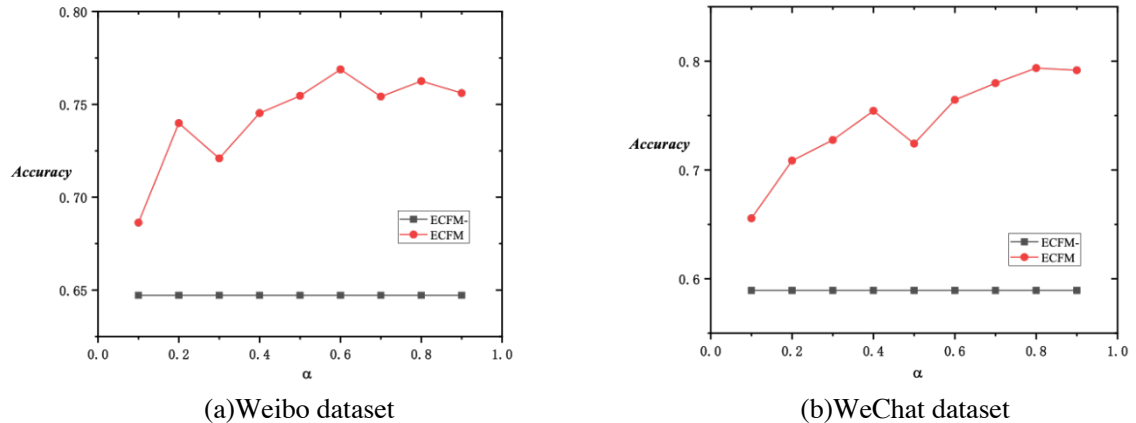 0.80
0.75
Accuracy
0.70
0.65
ECFM-
ECFM
0.0 0.2 0.4 0.6 0.8 1.0
α
(a)Weibo dataset
0.8
0.7
Accuracy
0.6
ECFM-
ECFM
0.0 0.2 0.4 0.6 0.8 1.0
α
(b)WeChat dataset